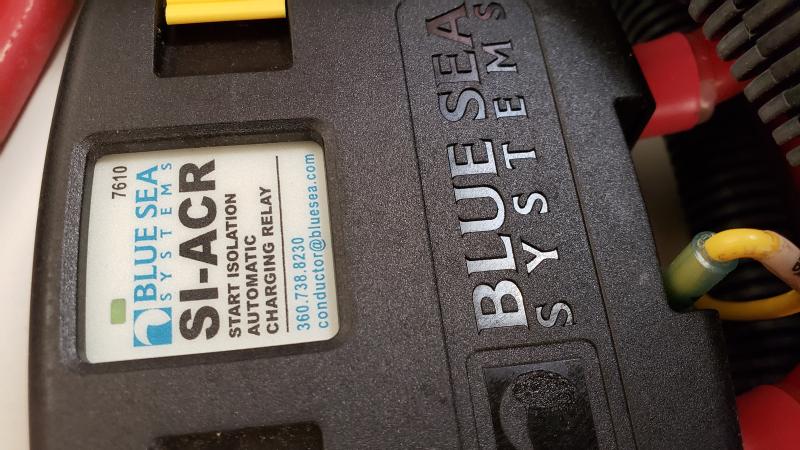 7610
BLUE SEA
SYSTEMS
SI-ACR
START ISOLATION
AUTOMATIC
CHARGING RELAY
360.738.8230
conductor@bluesea.com
BLUE SEA
SYSTEMS